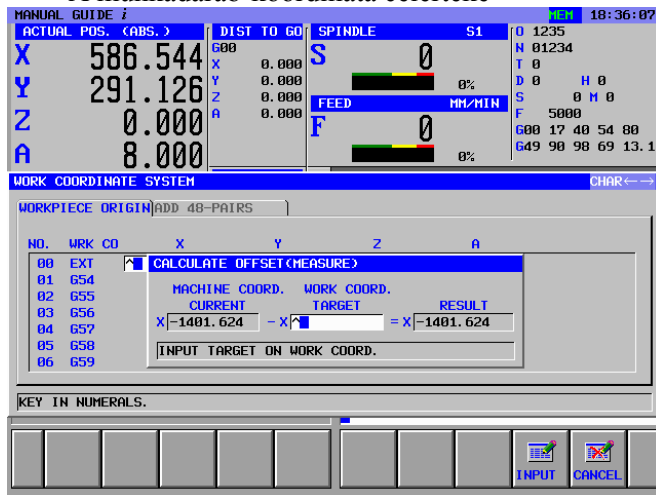 MANUAL GUIDE i MEM 18:36:07
ACTUAL POS. (ABS.) DIST TO GO SPINDLE S1 O 1235
X 586.544 G00 S 0 N 01234
X 0.000 T 0
Y 291.126 Y 0.000 0% D 0 H 0
Z 0.000 FEED MM/MIN S 0 M 0
Z 0.000 A 0.000 F 0 F 5000
G00 17 40 54 80
A 8.000 0% G49 90 98 69 13.1
WORK COORDINATE SYSTEM CHAR←→
WORKPIECE ORIGIN ADD 48-PAIRS
NO. WRK CO X Y Z A
00 EXT ^ CALCULATE OFFSET(MEASURE)
01 G54
02 G55 MACHINE COORD. WORK COORD.
03 G56 CURRENT TARGET RESULT
04 G57 X -1401.624 - X ^ = X -1401.624
05 G58
06 G59 INPUT TARGET ON WORK COORD.
KEY IN NUMERALS.
INPUT CANCEL